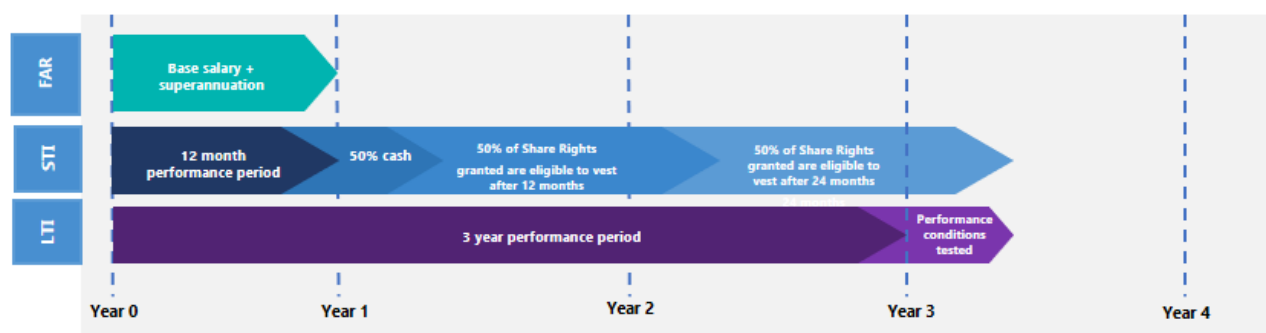 FAR
Base salary +
superannuation
STI
12 month
performance period
50% cash
50% of Share Rights
granted are eligible to vest
after 12 months
50% of Share Rights
granted are eligible to
vest after 24 months
24 months
LTI
3 year performance period
Performance
conditions
tested
Year 0
Year 1
Year 2
Year 3
Year 4